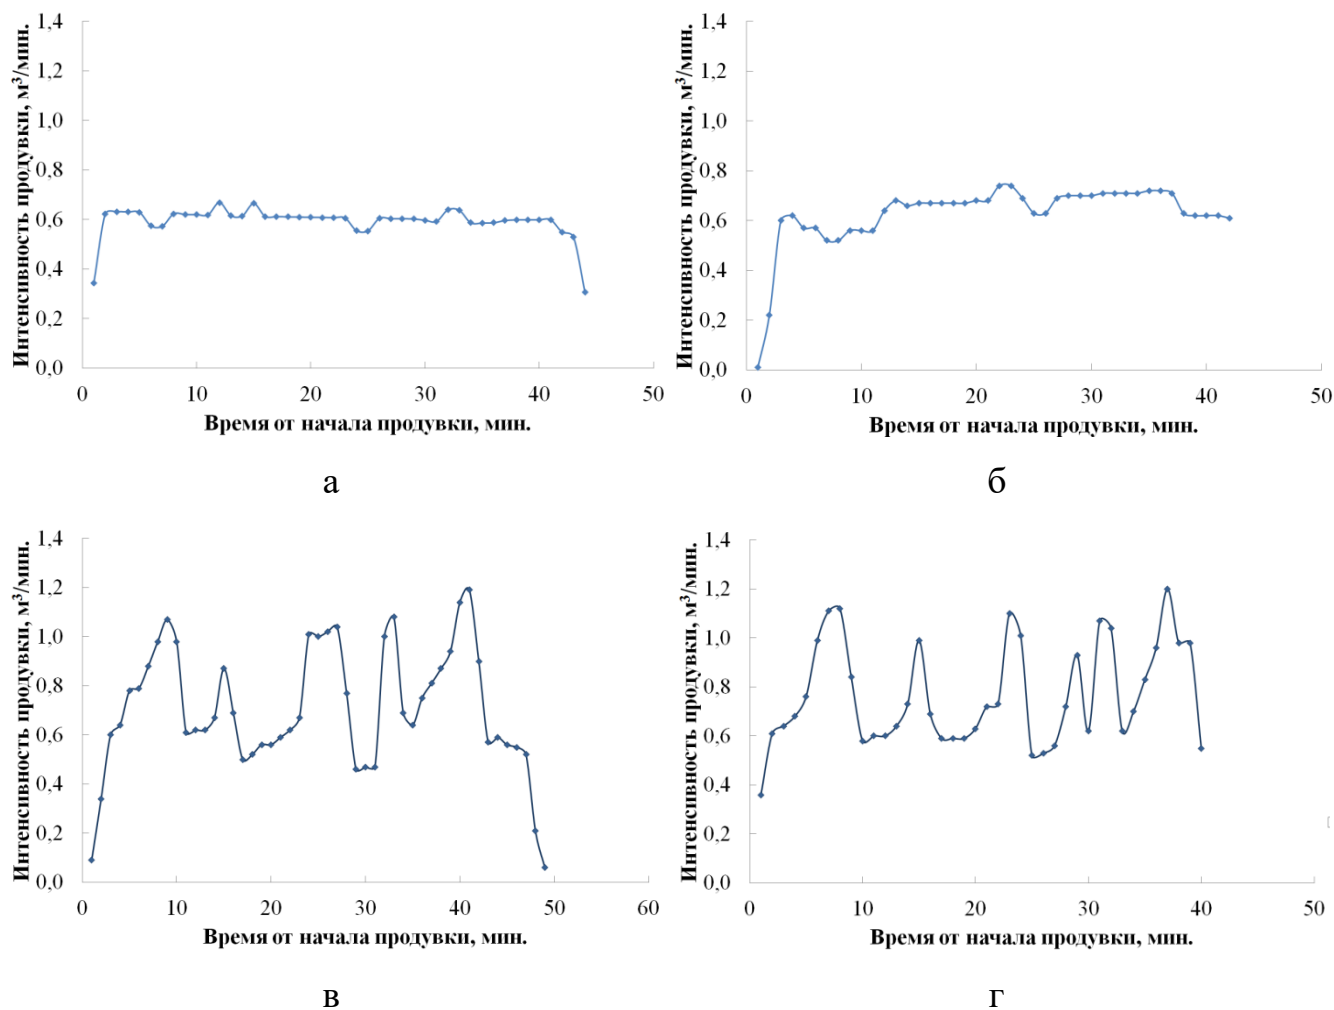 Интенсивность продувки, м³/мин.
1,4
1,2
1,0
0,8
0,6
0,4
0,2
0,0
0 10 20 30 40 50
Время от начала продувки, мин.
а
Интенсивность продувки, м³/мин.
1,4
1,2
1,0
0,8
0,6
0,4
0,2
0,0
0 10 20 30 40 50
Время от начала продувки, мин.
б
Интенсивность продувки, м³/мин.
1,4
1,2
1,0
0,8
0,6
0,4
0,2
0,0
0 10 20 30 40 50 60
Время от начала продувки, мин.
в
Интенсивность продувки, м³/мин.
1,4
1,2
1,0
0,8
0,6
0,4
0,2
0,0
0 10 20 30 40 50
Время от начала продувки, мин.
г